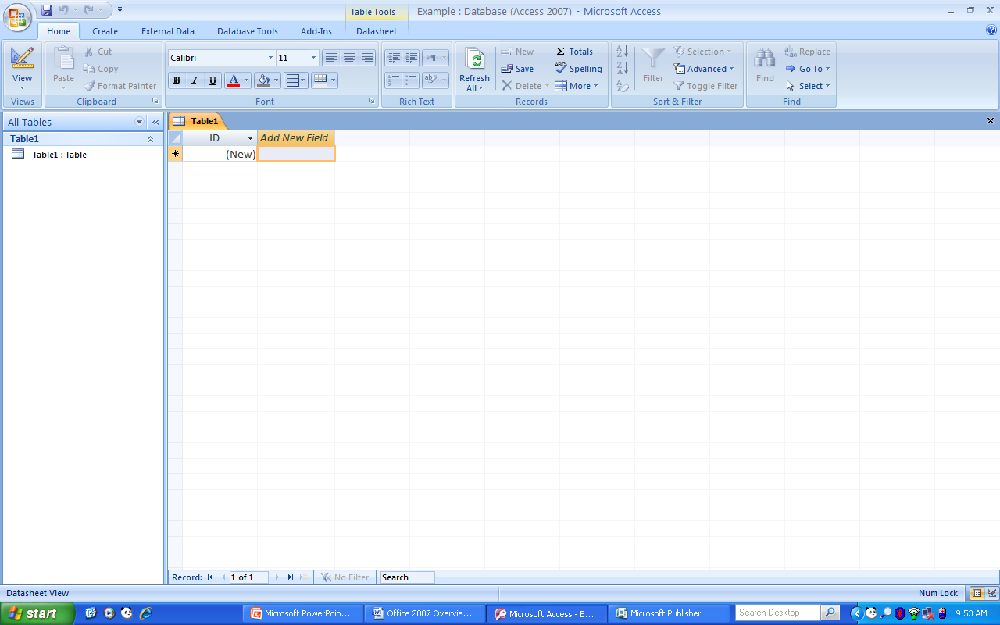 Table Tools Example : Database (Access 2007) - Microsoft Access
Home Create External Data Database Tools Add-Ins Datasheet
View
Views
Paste
Cut
Copy
Format Painter
Clipboard
Calibri 11
B I U A
Font
Rich Text
Refresh All
New
Save
Delete
Σ Totals
Spelling
More
Records
Filter
Selection
Advanced
Toggle Filter
Sort & Filter
Find
Replace
Go To
Select
Find
All Tables «
Table1
Table1 : Table
Table1
ID Add New Field
(New)
Record: 1 of 1 No Filter Search
Datasheet View Num Lock
start Microsoft PowerPoin... Office 2007 Overvie... Microsoft Access - E... Microsoft Publisher Search Desktop 9:53 AM